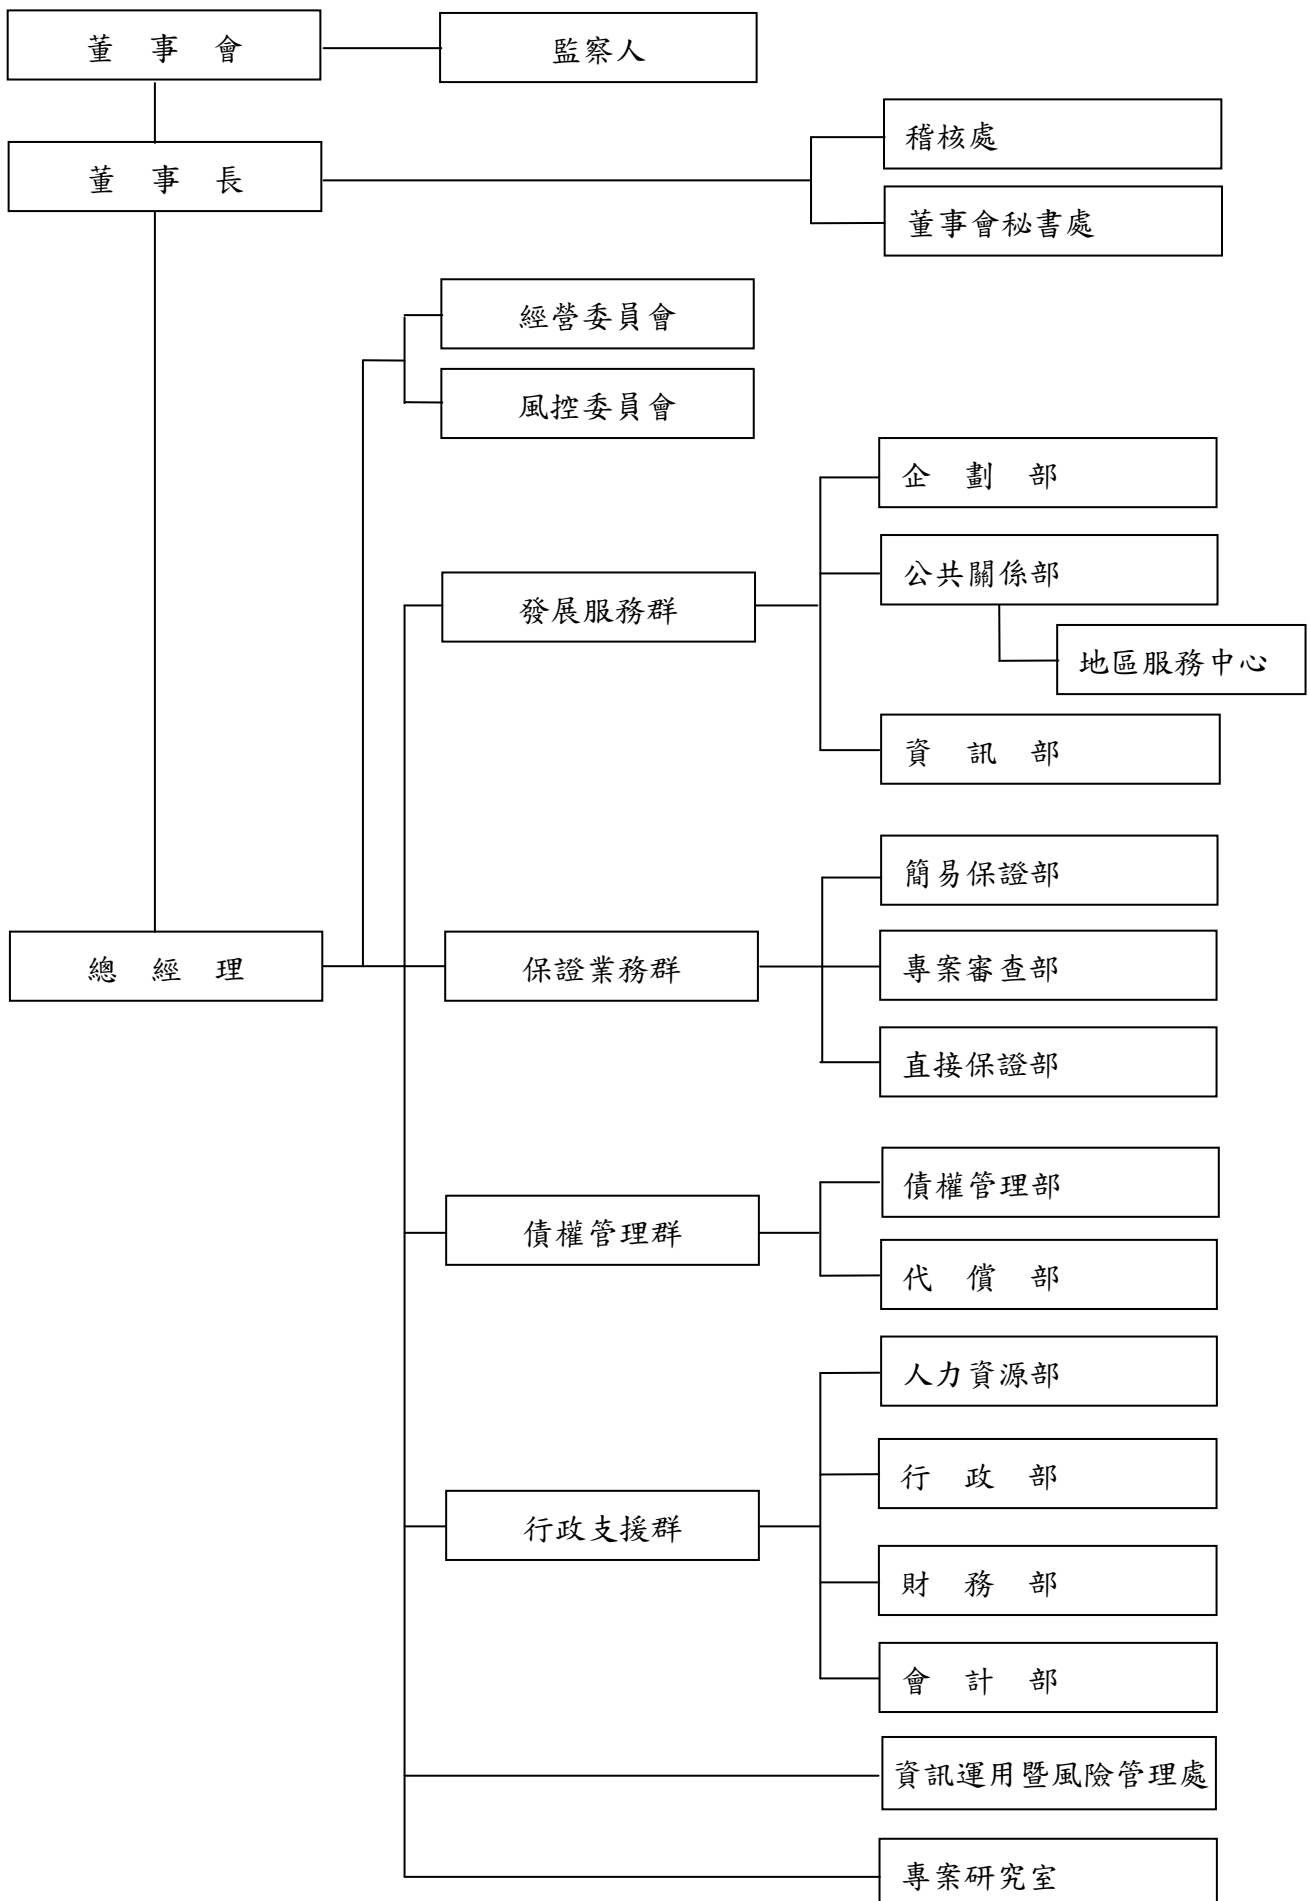 董 事 會
監察人
董 事 長
稽核處
董事會秘書處
經營委員會
風控委員會
企 劃 部
公共關係部
發展服務群
地區服務中心
資 訊 部
簡易保證部
總 經 理
保證業務群
專案審查部
直接保證部
債權管理部
債權管理群
代 償 部
人力資源部
行 政 部
行政支援群
財 務 部
會 計 部
資訊運用暨風險管理處
專案研究室